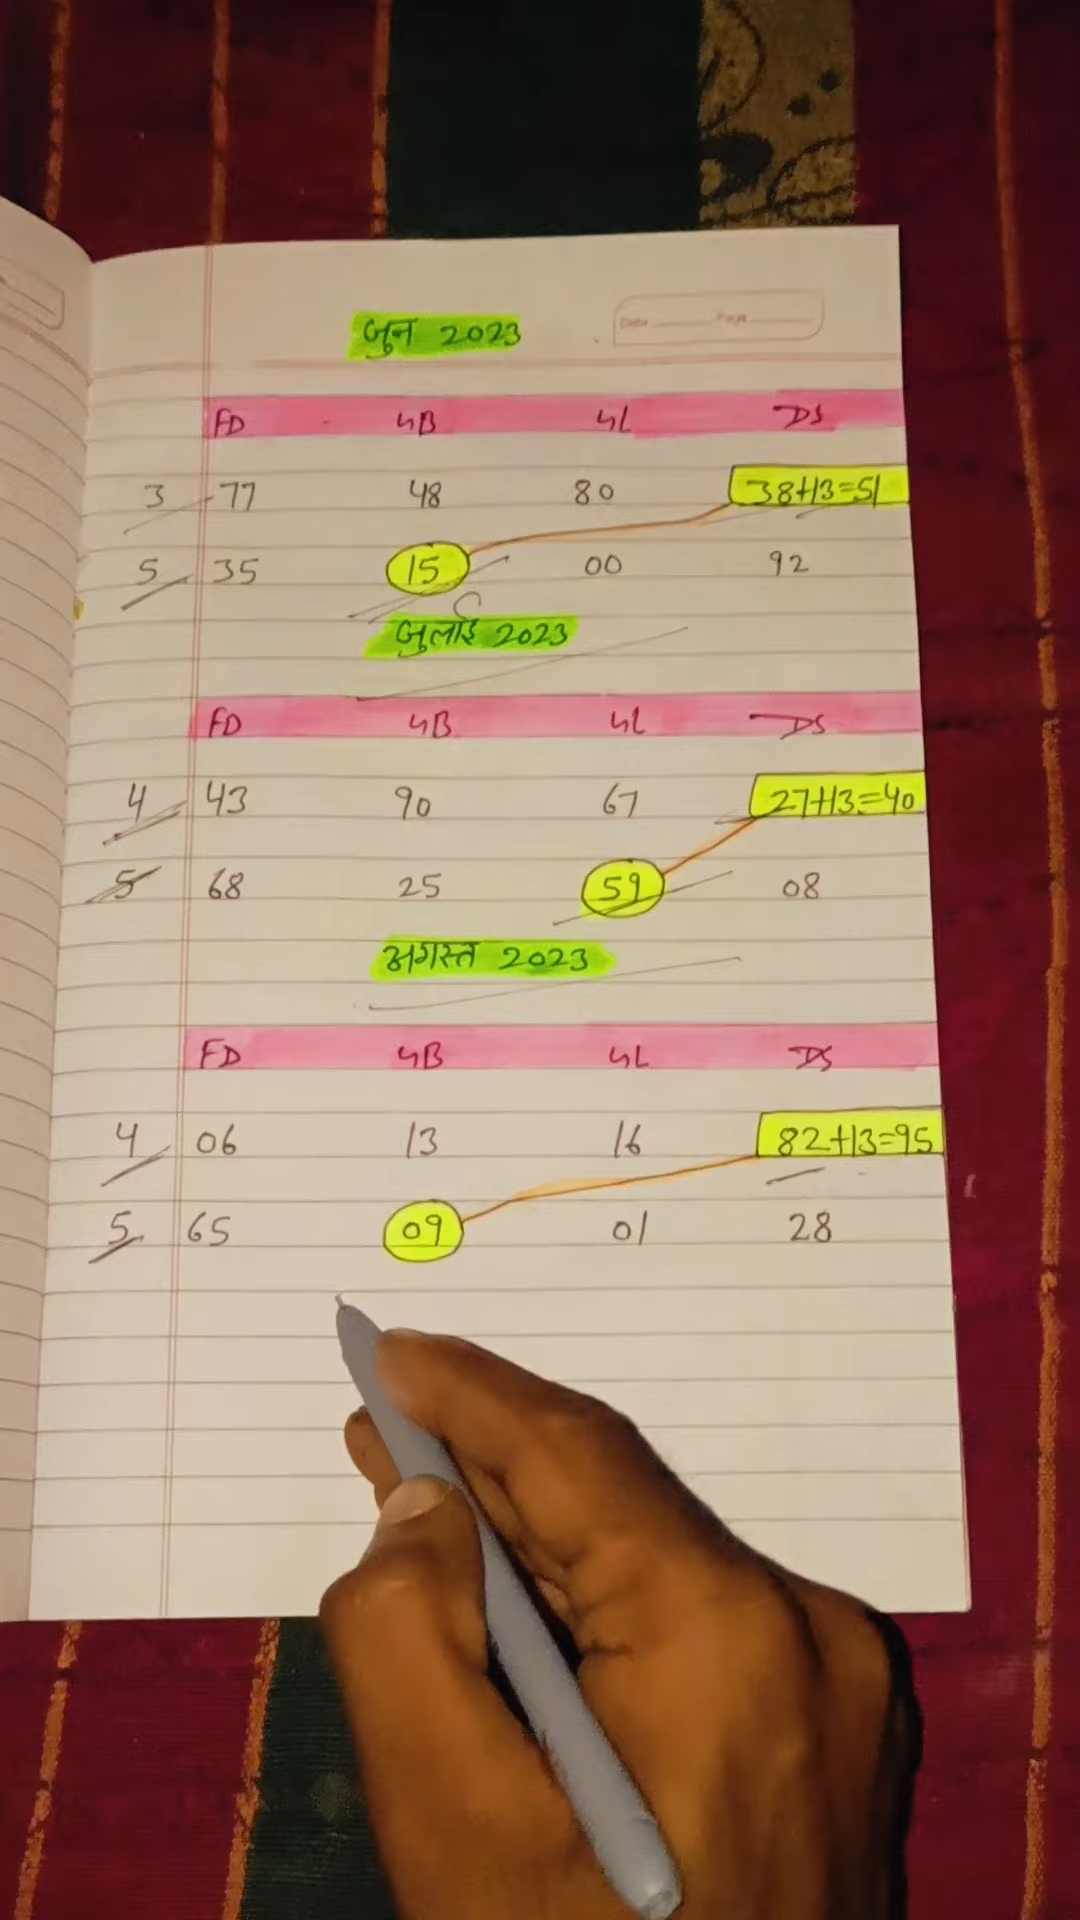 जुन 2023
Date Page
FD GB GL DS
3 77 48 80 38+13=51
5 35 15 00 92
जुलाई 2023
FD GB GL DS
4 43 90 67 27+13=40
5 68 25 59 08
अगस्त 2023
FD GB GL DS
4 06 13 16 82+13=95
5 65 09 01 28